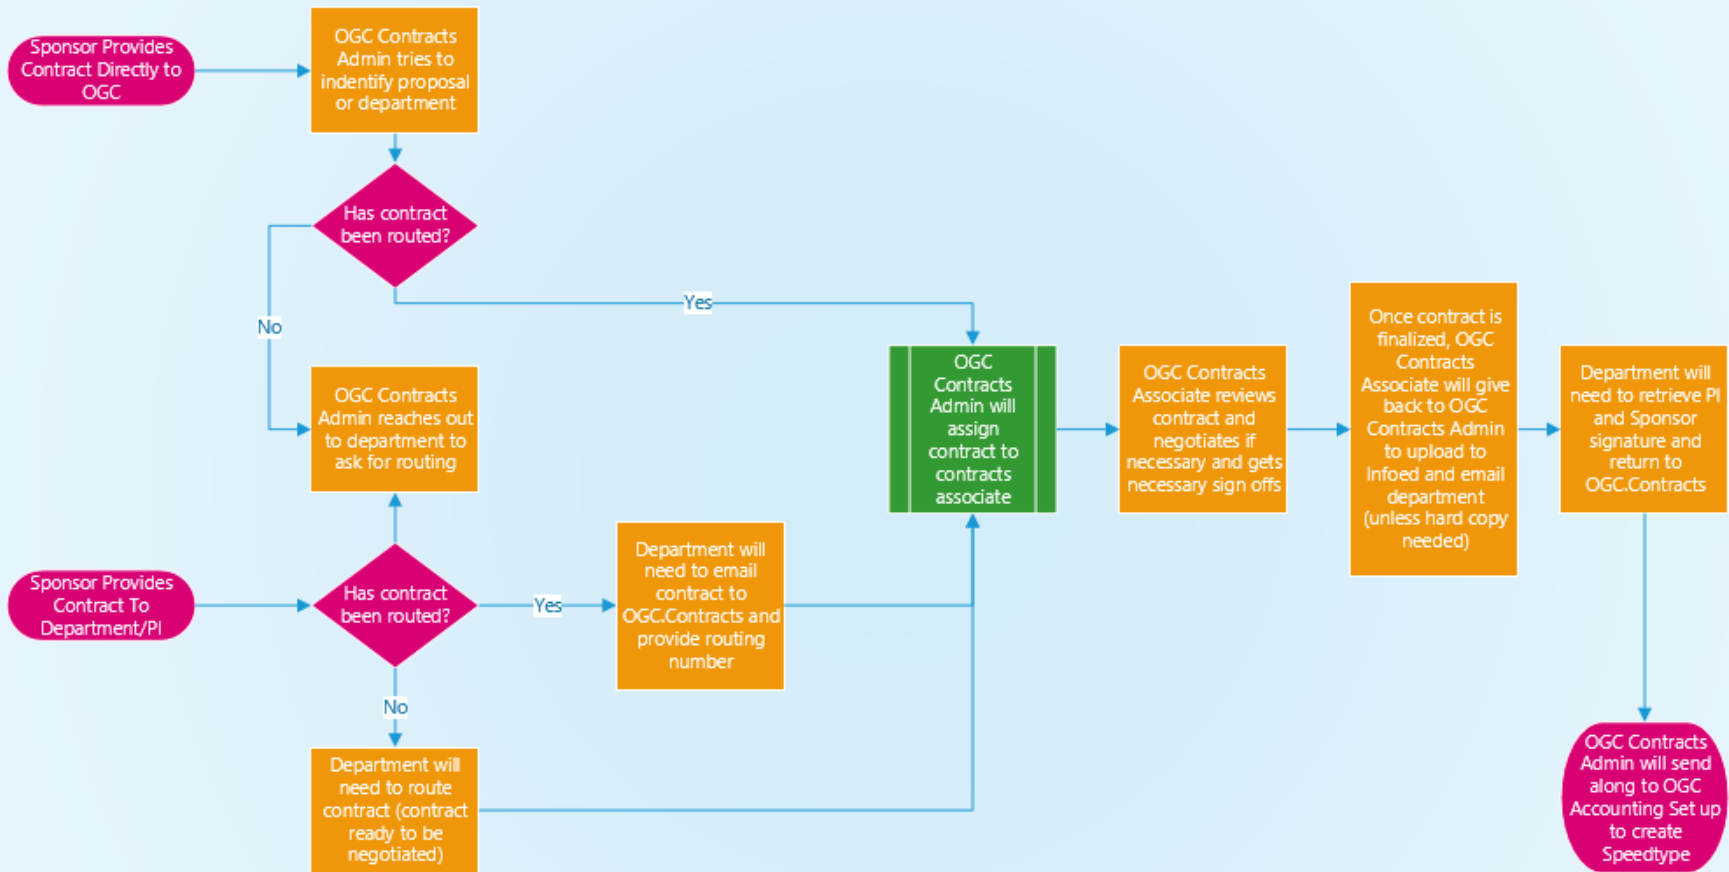 Sponsor Provides
Contract Directly to
OGC
OGC Contracts
Admin tries to
indentify proposal
or department
Has contract
been routed?
Yes
No
OGC Contracts
Admin reaches out
to department to
ask for routing
Sponsor Provides
Contract To
Department/PI
Has contract
been routed?
Yes
No
Department will
need to email
contract to
OGC.Contracts and
provide routing
number
Department will
need to route
contract (contract
ready to be
negotiated)
OGC
Contracts
Admin will
assign
contract to
contracts
associate
OGC Contracts
Associate reviews
contract and
negotiates if
necessary and gets
necessary sign offs
Once contract is
finalized, OGC
Contracts
Associate will give
back to OGC
Contracts Admin
to upload to
Infoed and email
department
(unless hard copy
needed)
Department will
need to retrieve PI
and Sponsor
signature and
return to
OGC.Contracts
OGC Contracts
Admin will send
along to OGC
Accounting Set up
to create
Speedtype